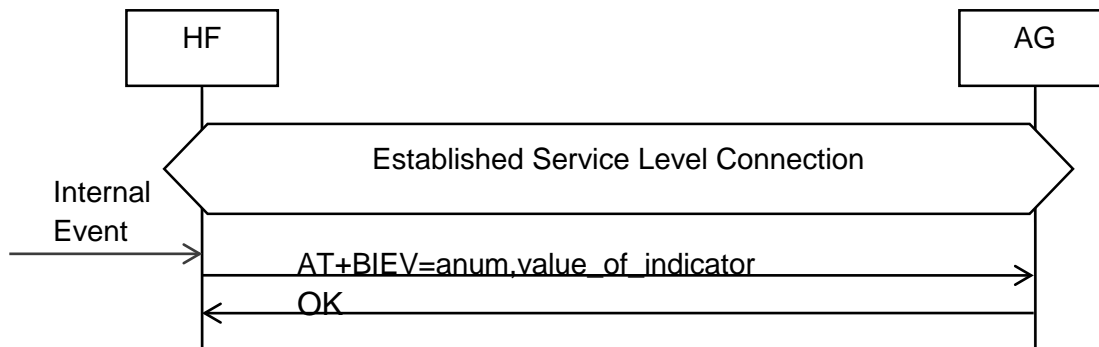 HF
AG
Established Service Level Connection
Internal
Event
AT+BIEV=anum,value_of_indicator
OK